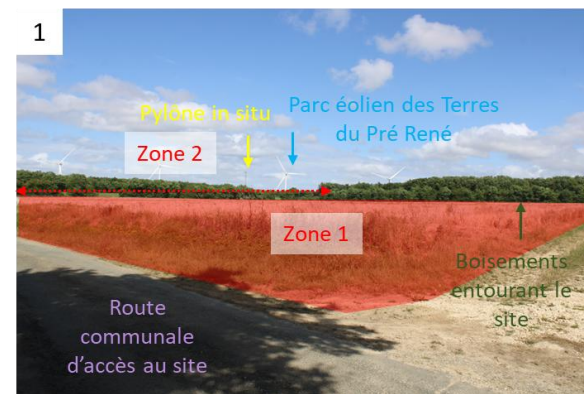 1
Pylône in situ
Parc éolien des Terres
du Pré René
Zone 2
Zone 1
Boisements
entourant le
site
Route
communale
d'accès au site